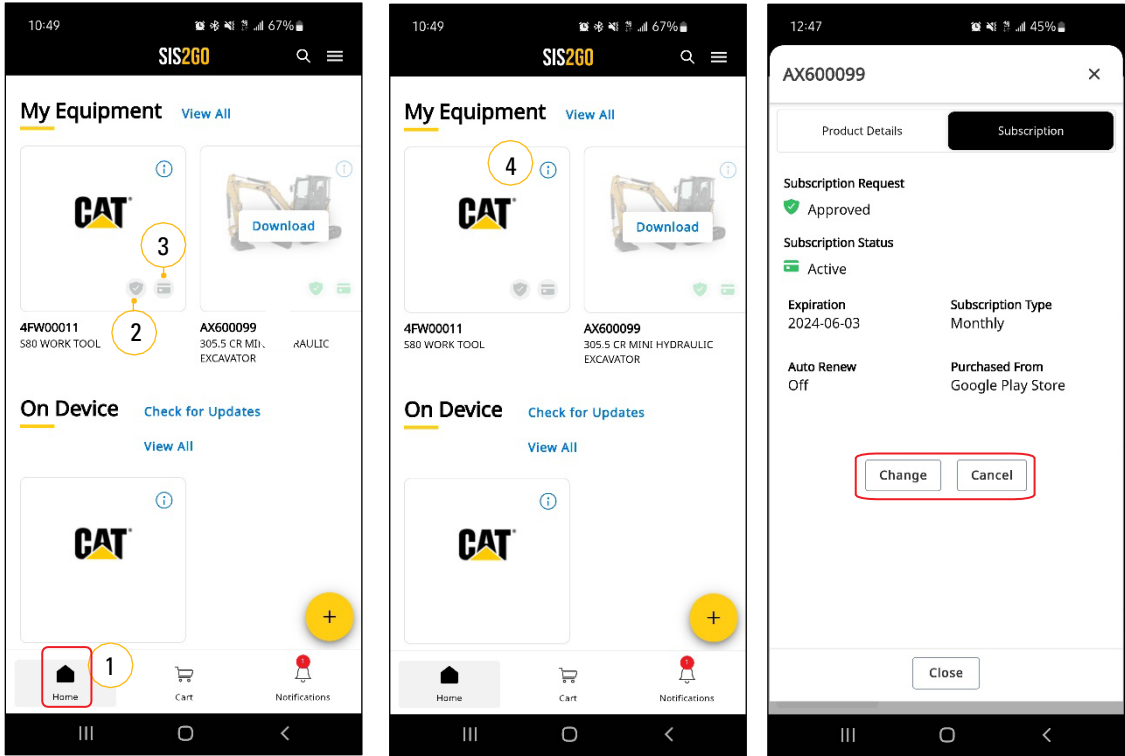 10:49
67%
SIS2GO
My Equipment View All
3
Download
2
4FW00011
S80 WORK TOOL
AX600099
305.5 CR MIN RAULIC
EXCAVATOR
CAT
On Device Check for Updates
View All
CAT
+
1
Home
Cart
1
Notifications
10:49
67%
SIS2GO
My Equipment View All
4
CAT
Download
4FW00011
S80 WORK TOOL
AX600099
305.5 CR MINI HYDRAULIC
EXCAVATOR
On Device Check for Updates
View All
CAT
+
Home
Cart
1
Notifications
12:47
45%
AX600099
Product Details
Subscription
Subscription Request
Approved
Subscription Status
Active
Expiration
2024-06-03
Subscription Type
Monthly
Auto Renew
Off
Purchased From
Google Play Store
Change
Cancel
Close